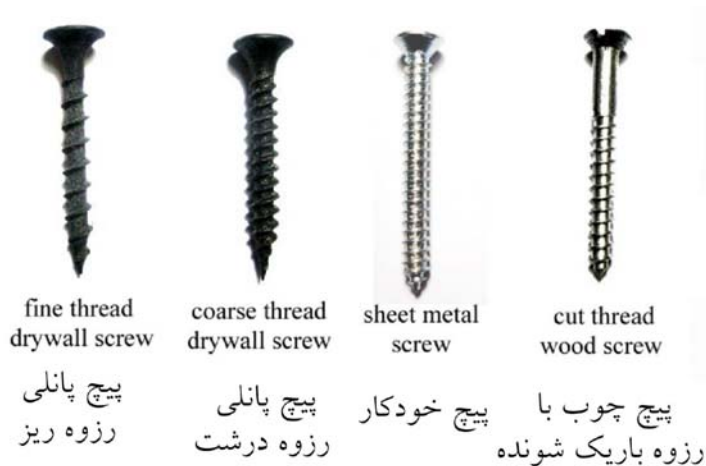 fine thread
drywall screw
coarse thread
drywall screw
sheet metal
screw
cut thread
wood screw
پیچ پانلی
رزوه ریز
پیچ پانلی
رزوه درشت
پیچ خودکار
پیچ چوب با
رزوه باریک شونده